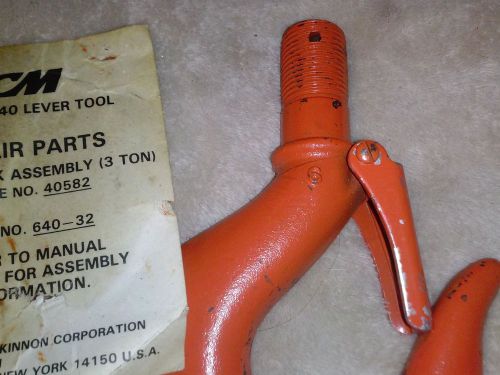 CM
40 LEVER TOOL
IR PARTS
K ASSEMBLY (3 TON)
E NO. 40582
NO. 640-32
R TO MANUAL
FOR ASSEMBLY
ORMATION.
KINNON CORPORATION
NEW YORK 14150 U.S.A.